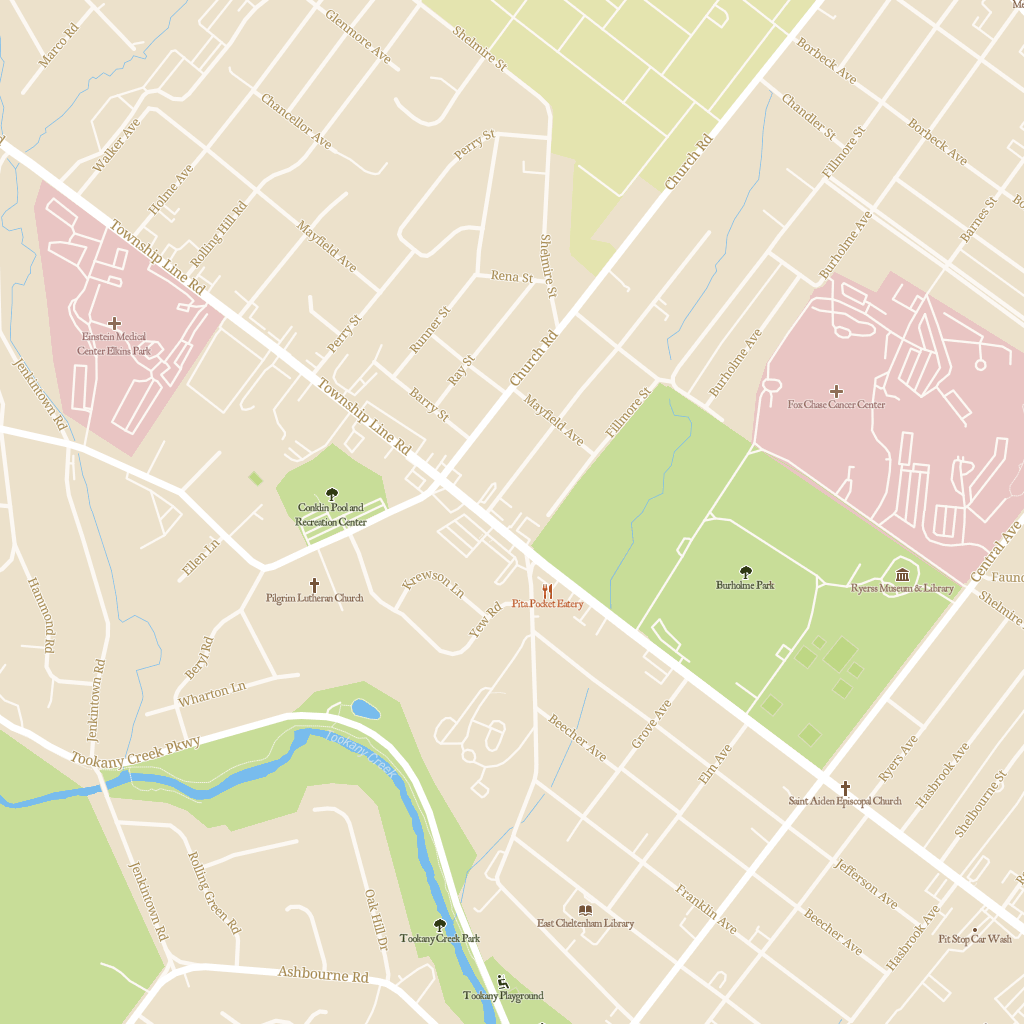 Marco Rd
Glenmore Ave
Shelmire St
Borbeck Ave
Chandler St
Fillmore St
Borbeck Ave
Chancellor Ave
Walker Ave
Perry St
Church Rd
Holme Ave
Rolling Hill Rd
Barnes St
Burholme Ave
Township Line Rd
Mayfield Ave
Shelmire St
Rena St
Einstein Medical
Center Elkins Park
Perry St
Runner St
Church Rd
Ray St
Burholme Ave
Jenkintown Rd
Township Line Rd
Barry St
Mayfield Ave
Fillmore St
Fox Chase Cancer Center
Conklin Pool and
Recreation Center
Ellen Ln
Central Ave
Pilgrim Lutheran Church
Krewson Ln
Yew Rd
Pita Pocket Eatery
Burholme Park
Ryerss Museum & Library
Faunc
Shelmire
Hammond Rd
Beryl Rd
Wharton Ln
Jenkintown Rd
Tookany Creek Pkwy
Tookany Creek
Beecher Ave
Grove Ave
Elm Ave
Ryers Ave
Hasbrook Ave
Shelbourne St
Saint Aiden Episcopal Church
Jenkintown Rd
Rolling Green Rd
Oak Hill Dr
Jefferson Ave
Franklin Ave
Beecher Ave
Hasbrook Ave
East Cheltenham Library
Pit Stop Car Wash
Tookany Creek Park
Ashbourne Rd
Tookany Playground